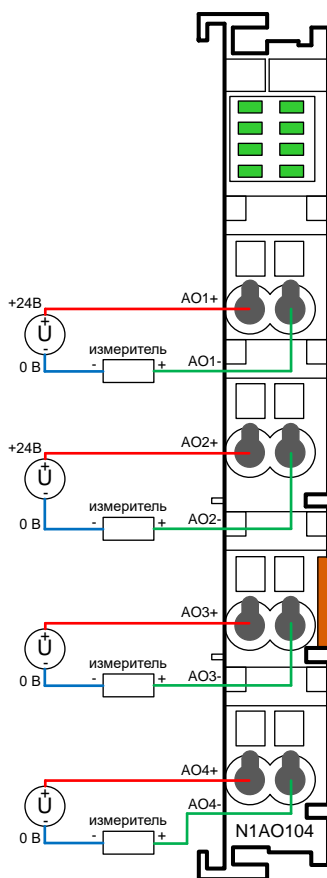 AO1+
+24В
+
U
-
измеритель
AO1-
0 В
-
+
AO2+
+24В
+
U
-
измеритель
AO2-
0 В
-
+
AO3+
+
U
-
измеритель
AO3-
0 В
-
+
AO4+
+
U
-
AO4-
измеритель
0 В
-
+
N1AO104